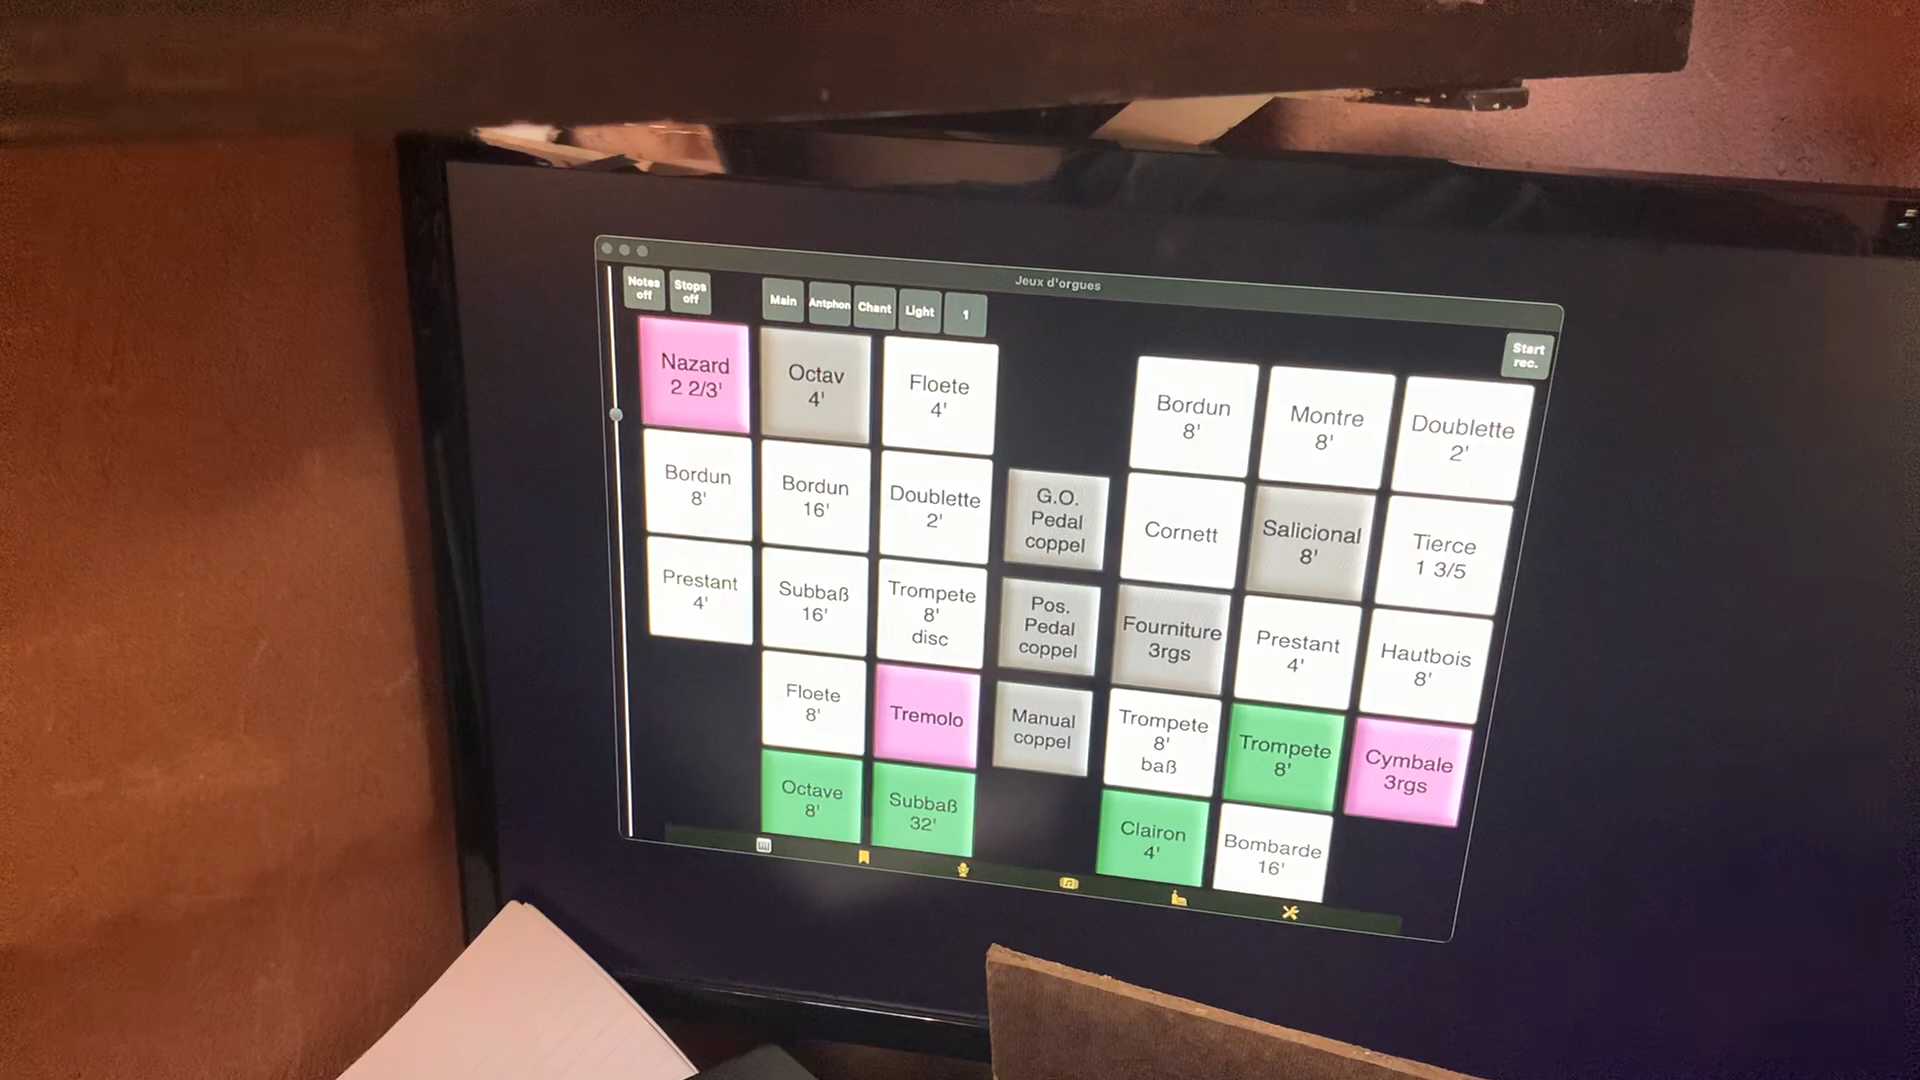 Jeux d'orgues
Notes
off
Stops
off
Main
Antphon
Chant
Light
1
Start
rec.
Nazard
2 2/3'
Octav
4'
Floete
4'
Bordun
8'
Montre
8'
Doublette
2'
Bordun
8'
Bordun
16'
Doublette
2'
G.O.
Pedal
coppel
Cornett
Salicional
8'
Tierce
1 3/5
Prestant
4'
Subbaß
16'
Trompete
8'
disc
Pos.
Pedal
coppel
Fourniture
3rgs
Prestant
4'
Hautbois
8'
Floete
8'
Tremolo
Manual
coppel
Trompete
8'
baß
Trompete
8'
Cymbale
3rgs
Octave
8'
Subbaß
32'
Clairon
4'
Bombarde
16'